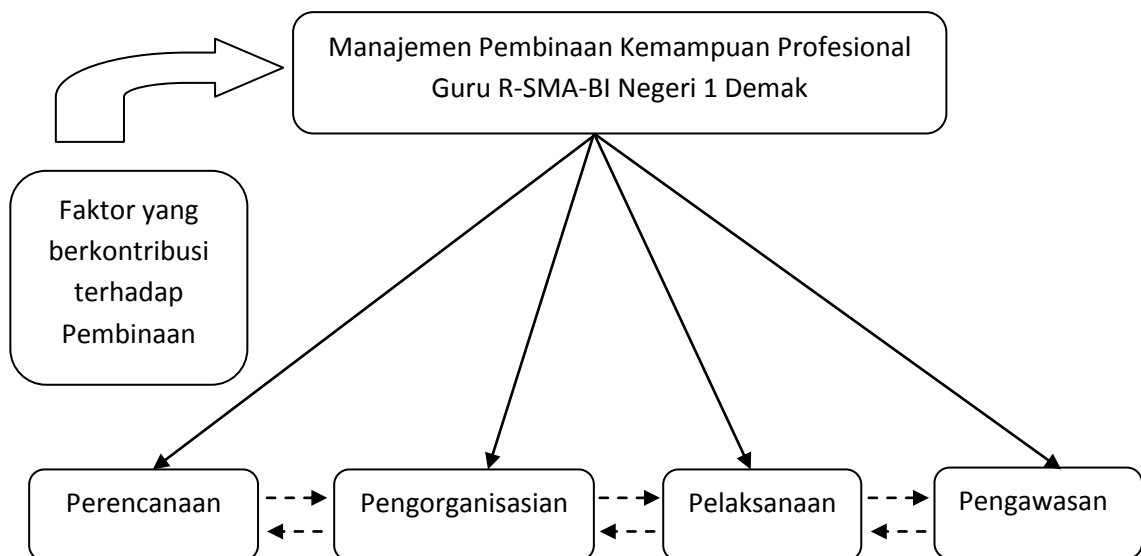 Manajemen Pembinaan Kemampuan Profesional
Guru R-SMA-BI Negeri 1 Demak
Faktor yang
berkontribusi
terhadap
Pembinaan
Perencanaan
Pengorganisasian
Pelaksanaan
Pengawasan